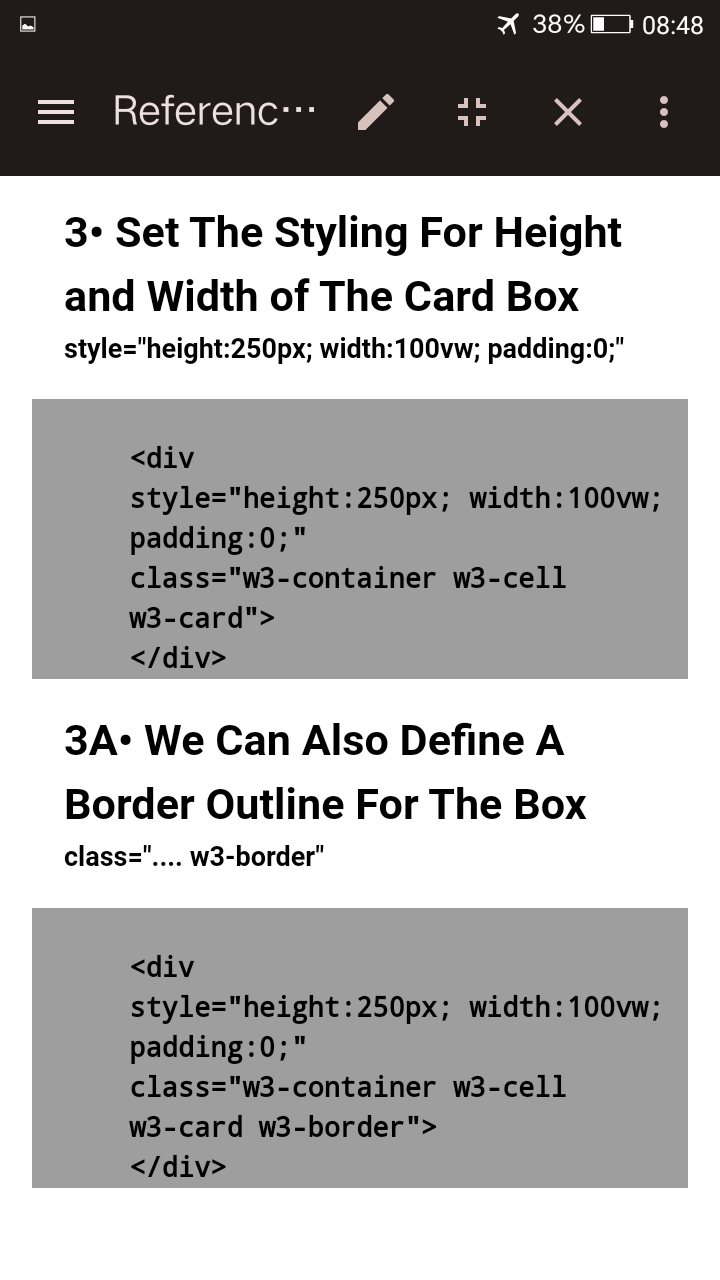 38% 08:48
Referenc...
3• Set The Styling For Height
and Width of The Card Box
style="height:250px; width:100vw; padding:0;"
<div
style="height:250px; width:100vw;
padding:0;"
class="w3-container w3-cell
w3-card">
</div>
3A• We Can Also Define A
Border Outline For The Box
class=".... w3-border"
<div
style="height:250px; width:100vw;
padding:0;"
class="w3-container w3-cell
w3-card w3-border">
</div>